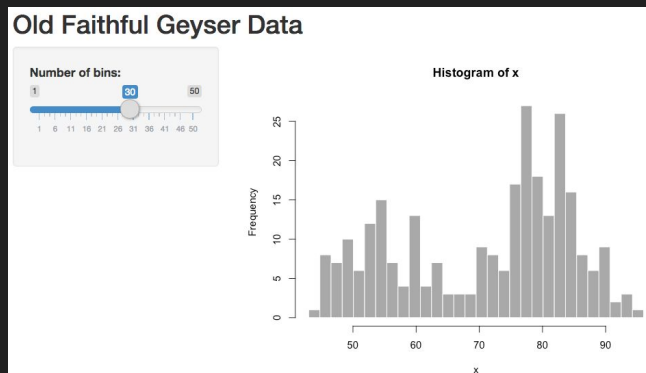 Old Faithful Geyser Data
Number of bins:
1 30 50
1 6 11 16 21 26 31 36 41 46 50
Histogram of x
Frequency
25
20
15
10
5
0
50 60 70 80 90
x